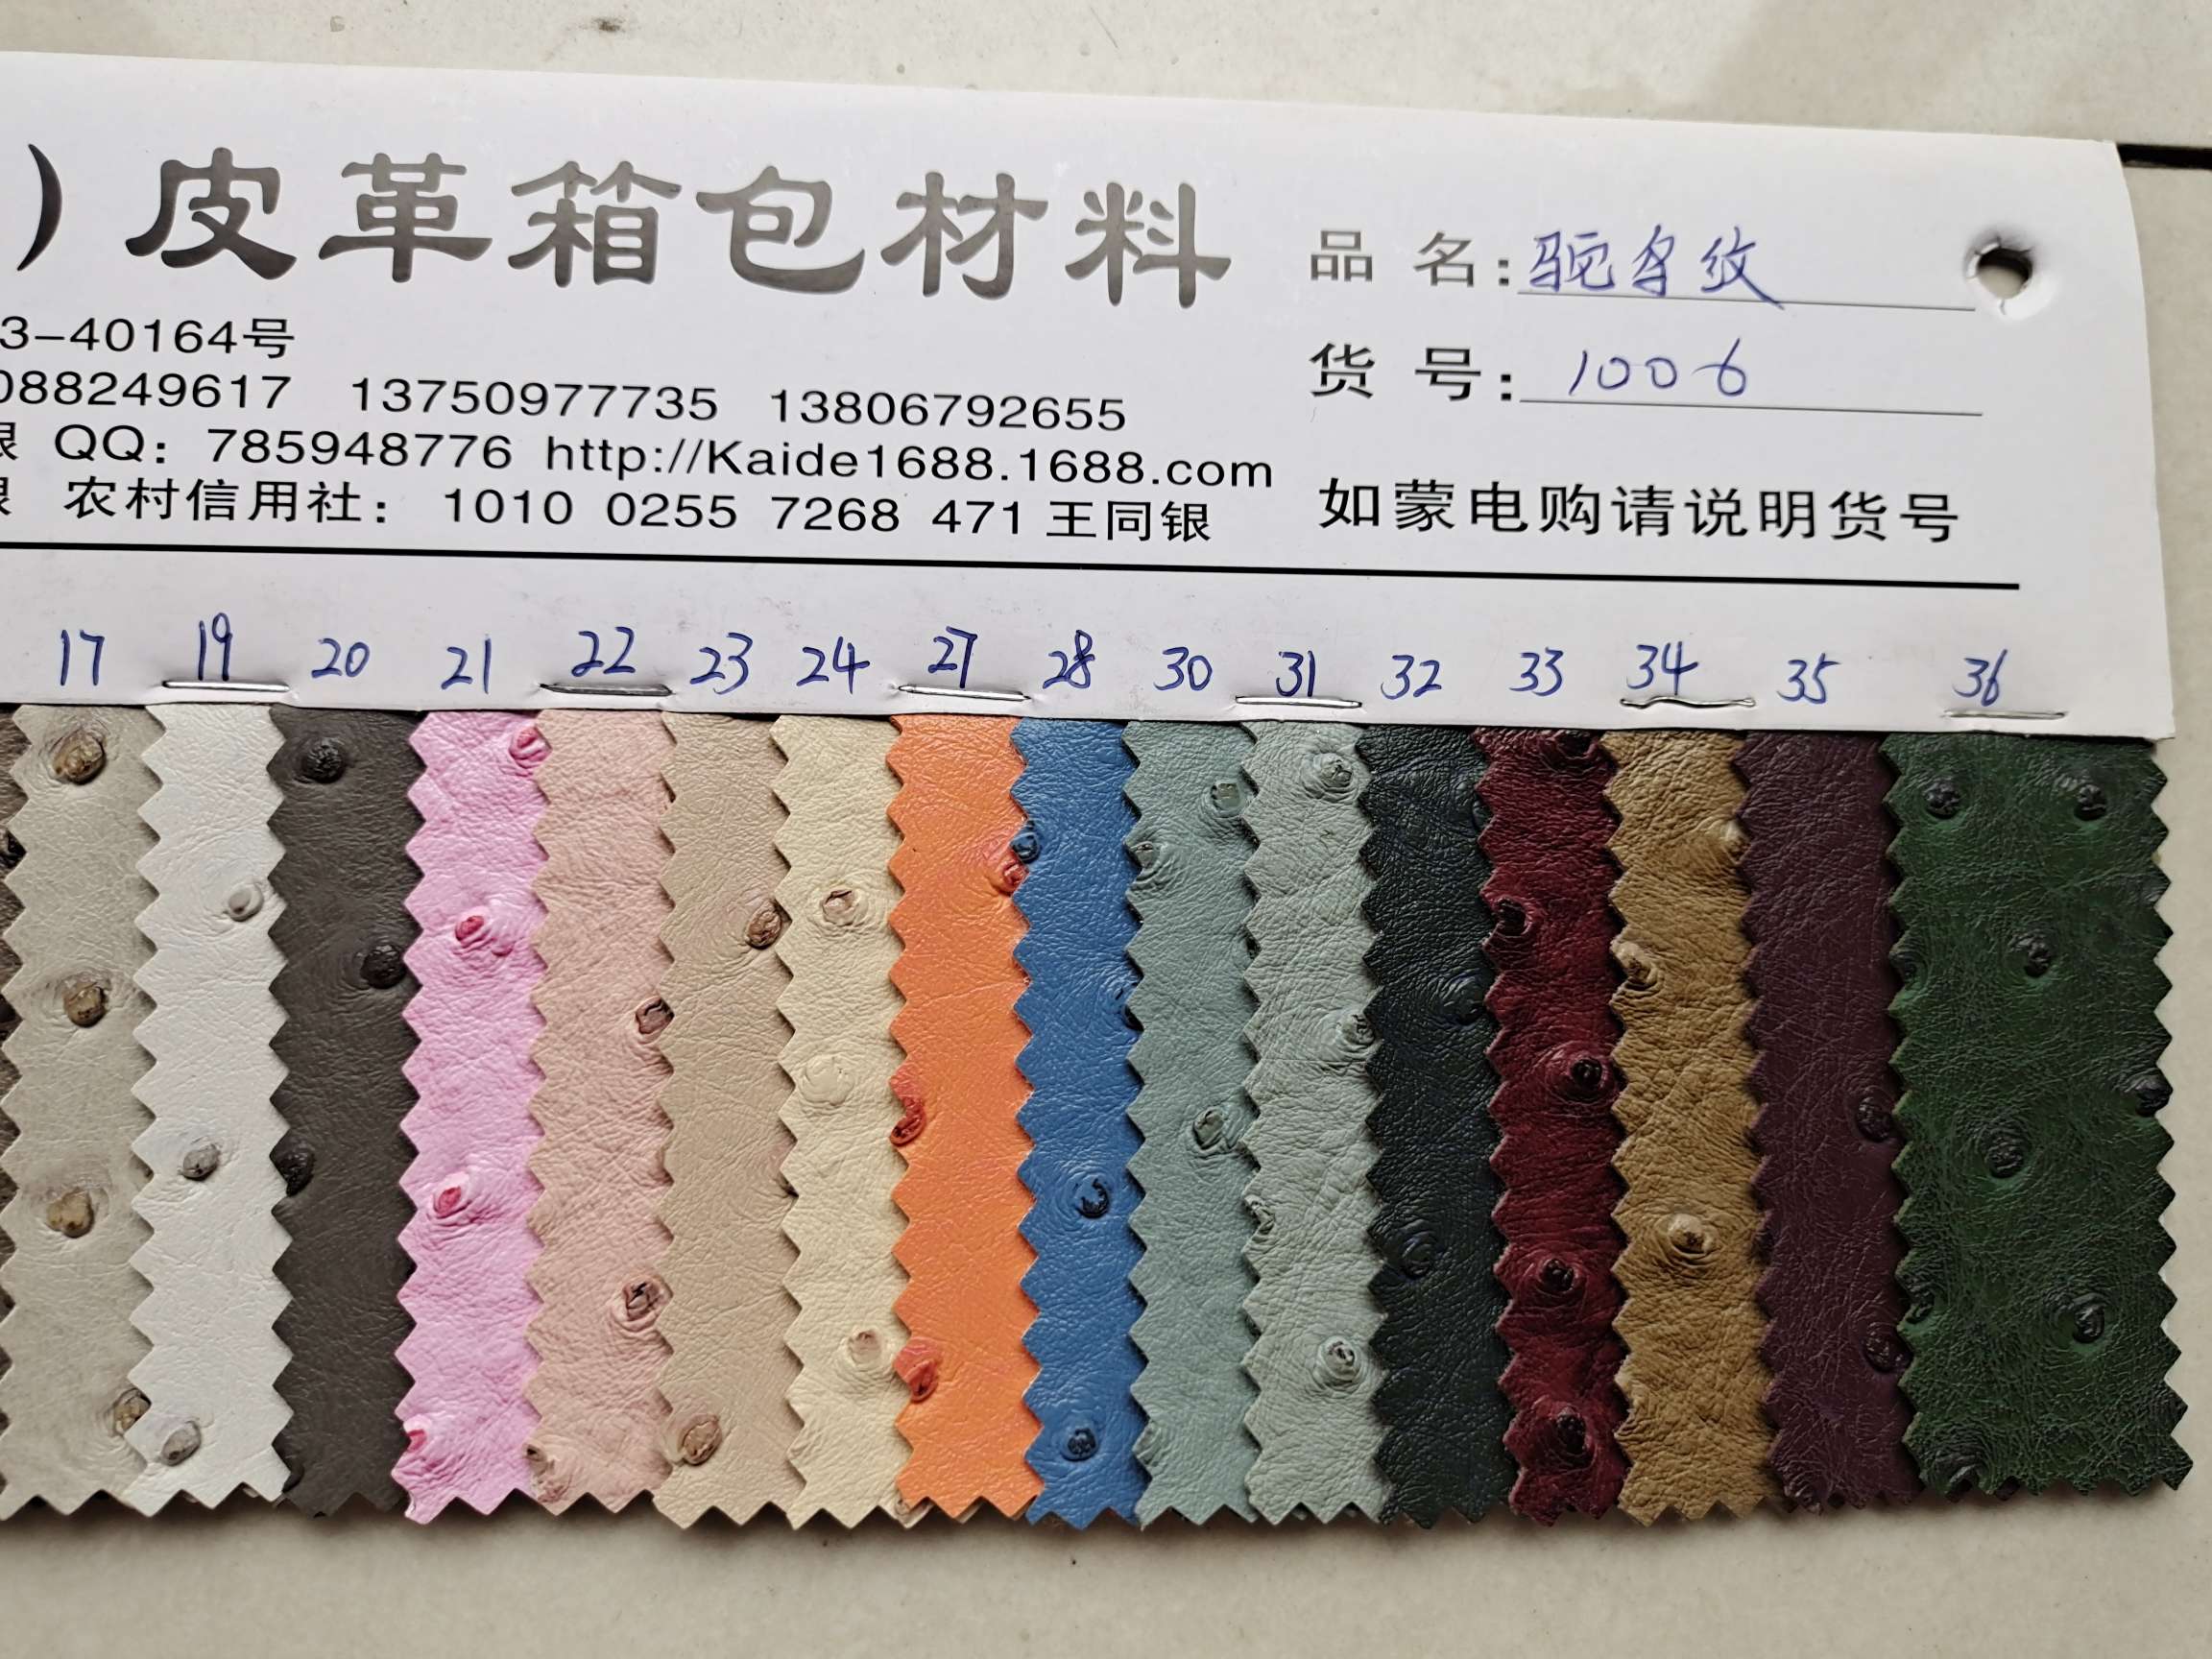 ）皮革箱包材料
3-40164号
088249617 13750977735 13806792655
QQ: 785948776 http://Kaide1688.1688.com
农村信用社: 1010 0255 7268 471 王同银
品 名: 驼鸟纹
货 号: 1006
如蒙电购请说明货号
17 19 20 21 22 23 24 27 28 30 31 32 33 34 35 36